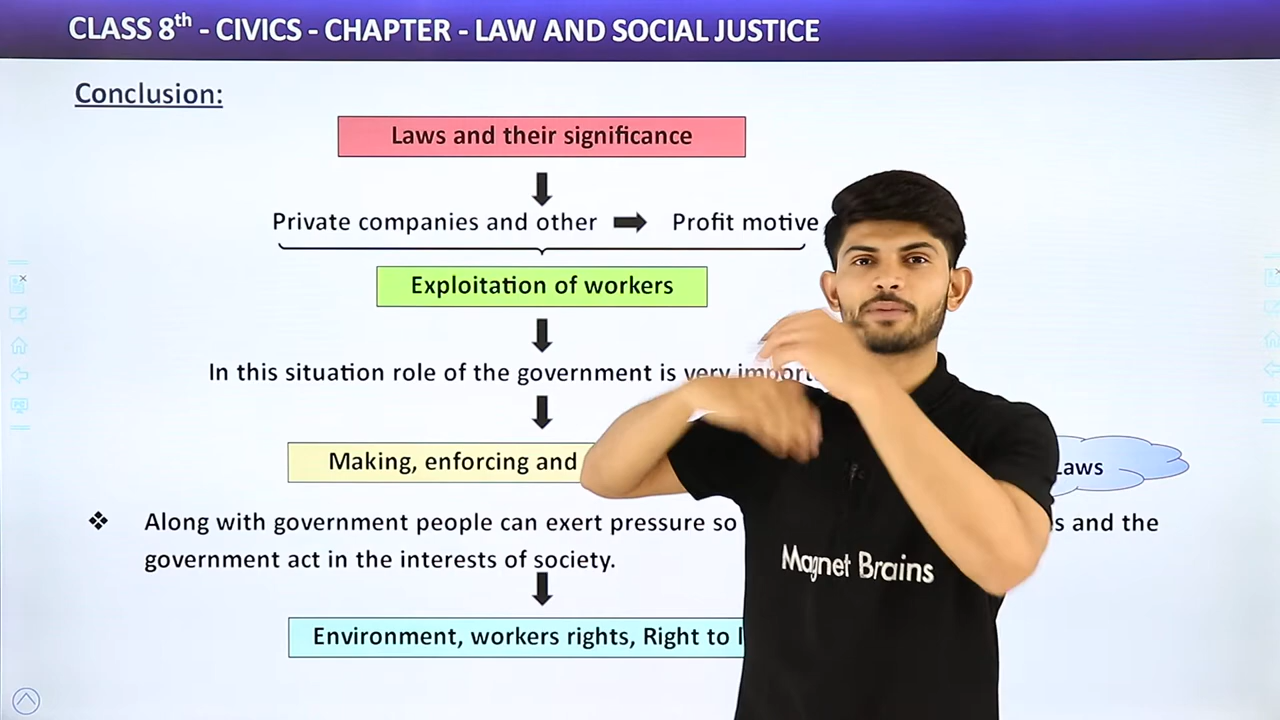 CLASS 8th - CIVICS - CHAPTER - LAW AND SOCIAL JUSTICE
Conclusion:
Laws and their significance
Private companies and other Profit motive
Exploitation of workers
In this situation role of the government is very
Making, enforcing and
Laws
Along with government people can exert pressure so and the
government act in the interests of society.
Environment, workers rights, Right to
Magnet Brains